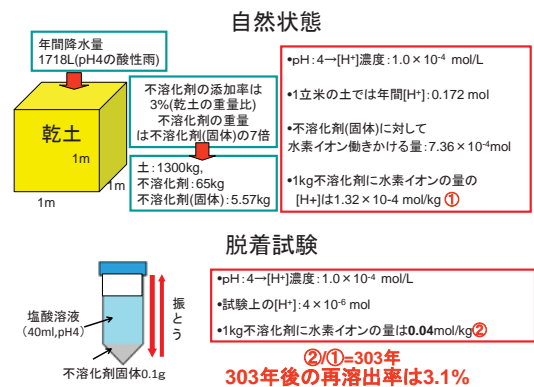 自然状態
年間降水量
1718L(pH4の酸性雨)
不溶化剤の添加率は
3%(乾土の重量比)
不溶化剤の重量
は不溶化剤(固体)の7倍
乾土
1m
1m
1m
土:1300kg,
不溶化剤:65kg
不溶化剤(固体):5.57kg
•pH:4→[H⁺]濃度:1.0×10⁻⁴ mol/L
•1立米の土では年間[H⁺]:0.172 mol
•不溶化剤(固体)に対して
水素イオン働きかける量:7.36×10⁻⁴mol
•1kg不溶化剤に水素イオンの量の
[H+]は1.32×10-4 mol/kg ①
脱着試験
塩酸溶液
(40ml,pH4)
振とう
不溶化剤固体0.1g
•pH:4→[H⁺]濃度:1.0×10⁻⁴ mol/L
•試験上の[H⁺]:4×10⁻⁶ mol
•1kg不溶化剤に水素イオンの量は0.04mol/kg②
②/①=303年
303年後の再溶出率は3.1%